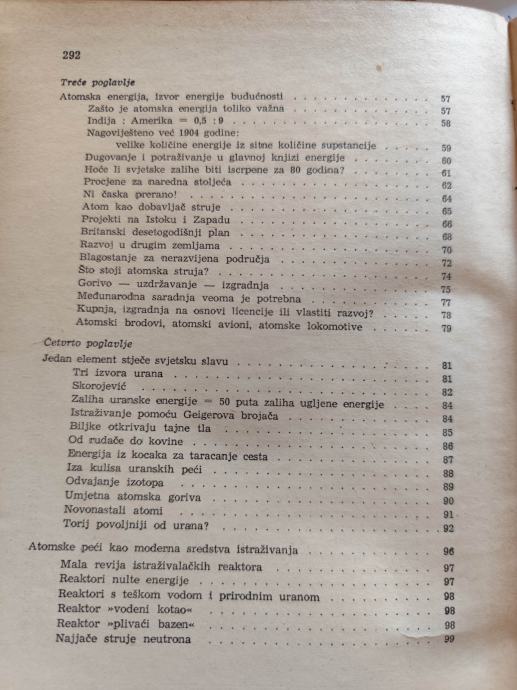 292
Treće poglavlje
Atomska energija, izvor energije budućnosti . . . . . . . . . . . 57
Zašto je atomska energija toliko važna . . . . . . . . . . . 57
Indija : Amerika = 0,5 : 9 . . . . . . . . . . . 58
Nagoviješteno već 1904 godine:
velike količine energije iz sitne količine supstancije . . . . 59
Dugovanje i potraživanje u glavnoj knjizi energije . . . . . . 60
Hoće li svjetske zalihe biti iscrpene za 80 godina? . . . . . . 61
Procjene za naredna stoljeća . . . . . . . . . . . 62
Ni časka prerano! . . . . . . . . . . . 64
Atom kao dobavljač struje . . . . . . . . . . . 65
Projekti na Istoku i Zapadu . . . . . . . . . . . 66
Britanski desetogodišnji plan . . . . . . . . . . . 68
Razvoj u drugim zemljama . . . . . . . . . . . 70
Blagostanje za nerazvijena područja . . . . . . . . . . . 72
Što stoji atomska struja? . . . . . . . . . . . 74
Gorivo — uzdržavanje — izgradnja . . . . . . . . . . . 75
Međunarodna saradnja veoma je potrebna . . . . . . . . . 77
Kupnja, izgradnja na osnovi licencije ili vlastiti razvoj? . . . . 78
Atomski brodovi, atomski avioni, atomske lokomotive . . . . . 79
Četvrto poglavlje
Jedan element stječe svjetsku slavu . . . . . . . . . . . 81
Tri izvora urana . . . . . . . . . . . 81
Skorojević . . . . . . . . . . . 82
Zaliha uranske energije = 50 puta zaliha ugljene energije . . . 84
Istraživanje pomoću Geigerova brojača . . . . . . . . . . . 84
Biljke otkrivaju tajne tla . . . . . . . . . . . 85
Od rudače do kovine . . . . . . . . . . . 86
Energija iz kocaka za taracanje cesta . . . . . . . . . . . 87
Iza kulisa uranskih peći . . . . . . . . . . . 88
Odvajanje izotopa . . . . . . . . . . . 89
Umjetna atomska goriva . . . . . . . . . . . 90
Novonastali atomi . . . . . . . . . . . 91
Torij povoljniji od urana? . . . . . . . . . . . 92
Atomske peći kao moderna sredstva istraživanja . . . . . . . . . 96
Mala revija istraživalačkih reaktora . . . . . . . . . . . 97
Reaktori nulte energije . . . . . . . . . . . 97
Reaktori s teškom vodom i prirodnim uranom . . . . . . . . . 98
Reaktor »vodeni kotao« . . . . . . . . . . . 98
Reaktor »plivaći bazen« . . . . . . . . . . . 98
Najjače struje neutrona . . . . . . . . . . . 99